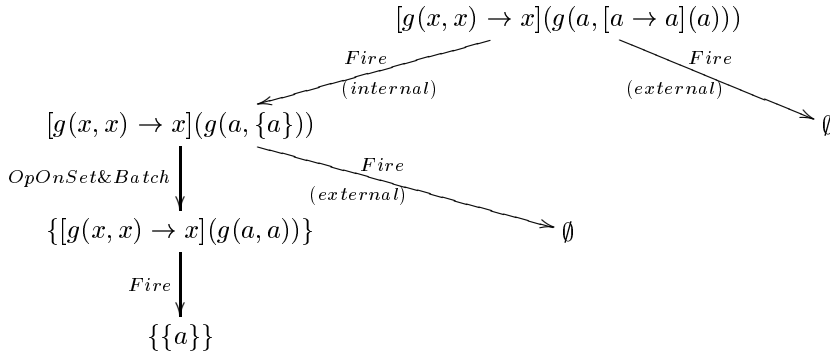 [g(x, x) → x](g(a, [a → a](a)))
Fire
(internal)
Fire
(external)
[g(x, x) → x](g(a, {a}))
∅
OpOnSet&Batch
Fire
(external)
{[g(x, x) → x](g(a, a))}
∅
Fire
{{a}}